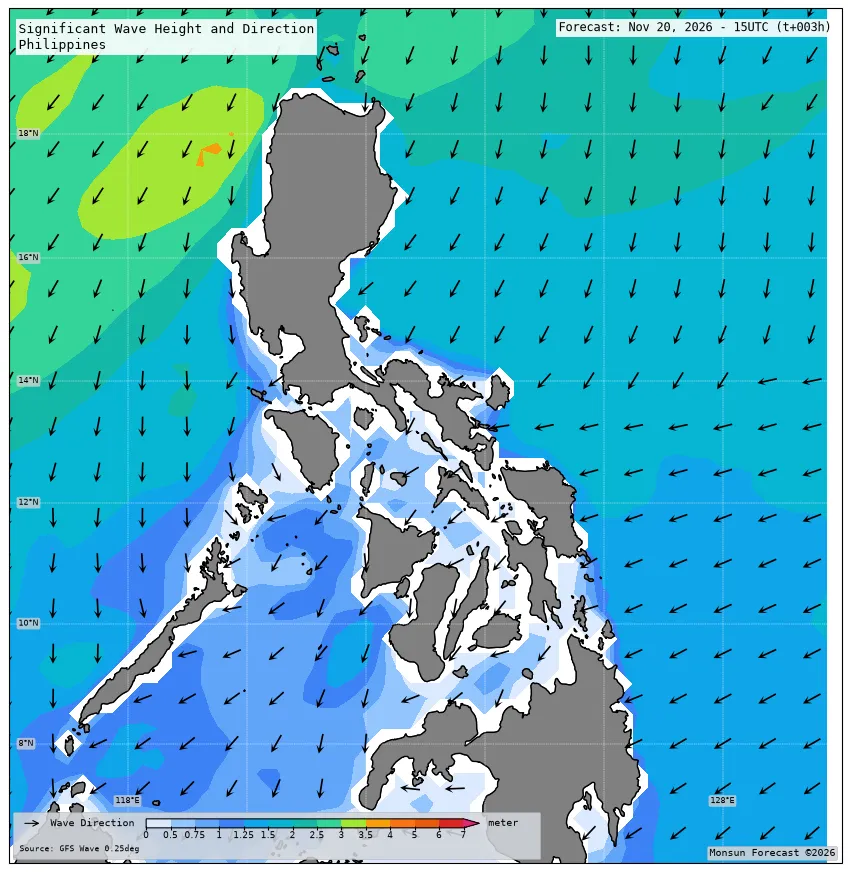 Significant Wave Height and Direction
Philippines
Forecast: Nov 20, 2026 - 15UTC (t+003h)
18°N
16°N
14°N
12°N
10°N
8°N
118°E
128°E
Wave Direction
meter
0 0.5 0.75 1 1.25 1.5 2 2.5 3 3.5 4 5 6 7
Source: GFS Wave 0.25deg
Monsun Forecast ©2026